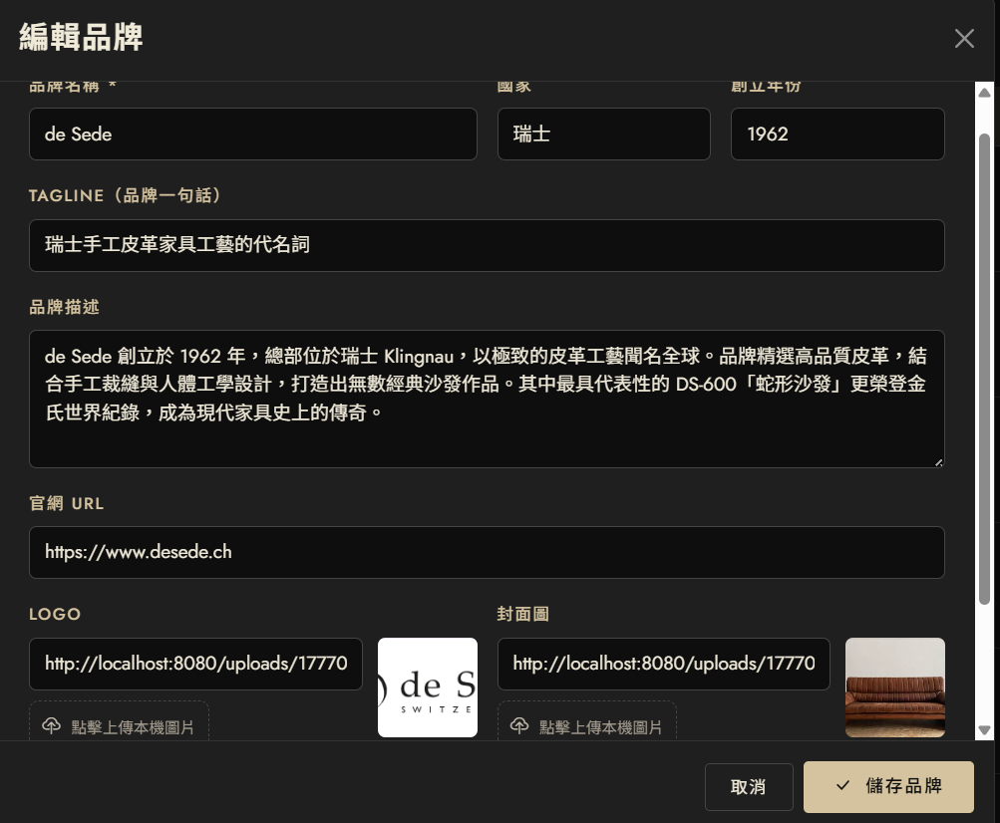 編輯品牌
品牌名稱 *
國家
創立年份
de Sede
瑞士
1962
TAGLINE（品牌一句話）
瑞士手工皮革家具工藝的代名詞
品牌描述
de Sede 創立於 1962 年，總部位於瑞士 Klingnau，以極致的皮革工藝聞名全球。品牌精選高品質皮革，結
合手工裁縫與人體工學設計，打造出無數經典沙發作品。其中最具代表性的 DS-600「蛇形沙發」更榮登金
氏世界紀錄，成為現代家具史上的傳奇。
官網 URL
https://www.desede.ch
LOGO
封面圖
http://localhost:8080/uploads/17770
de S
SWITZE
http://localhost:8080/uploads/17770
點擊上傳本機圖片
點擊上傳本機圖片
取消
儲存品牌